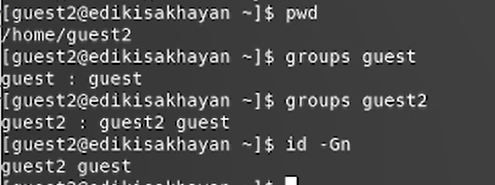 [guest2@edikisakhayan ~]$ pwd
/home/guest2
[guest2@edikisakhayan ~]$ groups guest
guest : guest
[guest2@edikisakhayan ~]$ groups guest2
guest2 : guest2 guest
[guest2@edikisakhayan ~]$ id -Gn
guest2 guest
[guest2@edikisakhayan ~]$